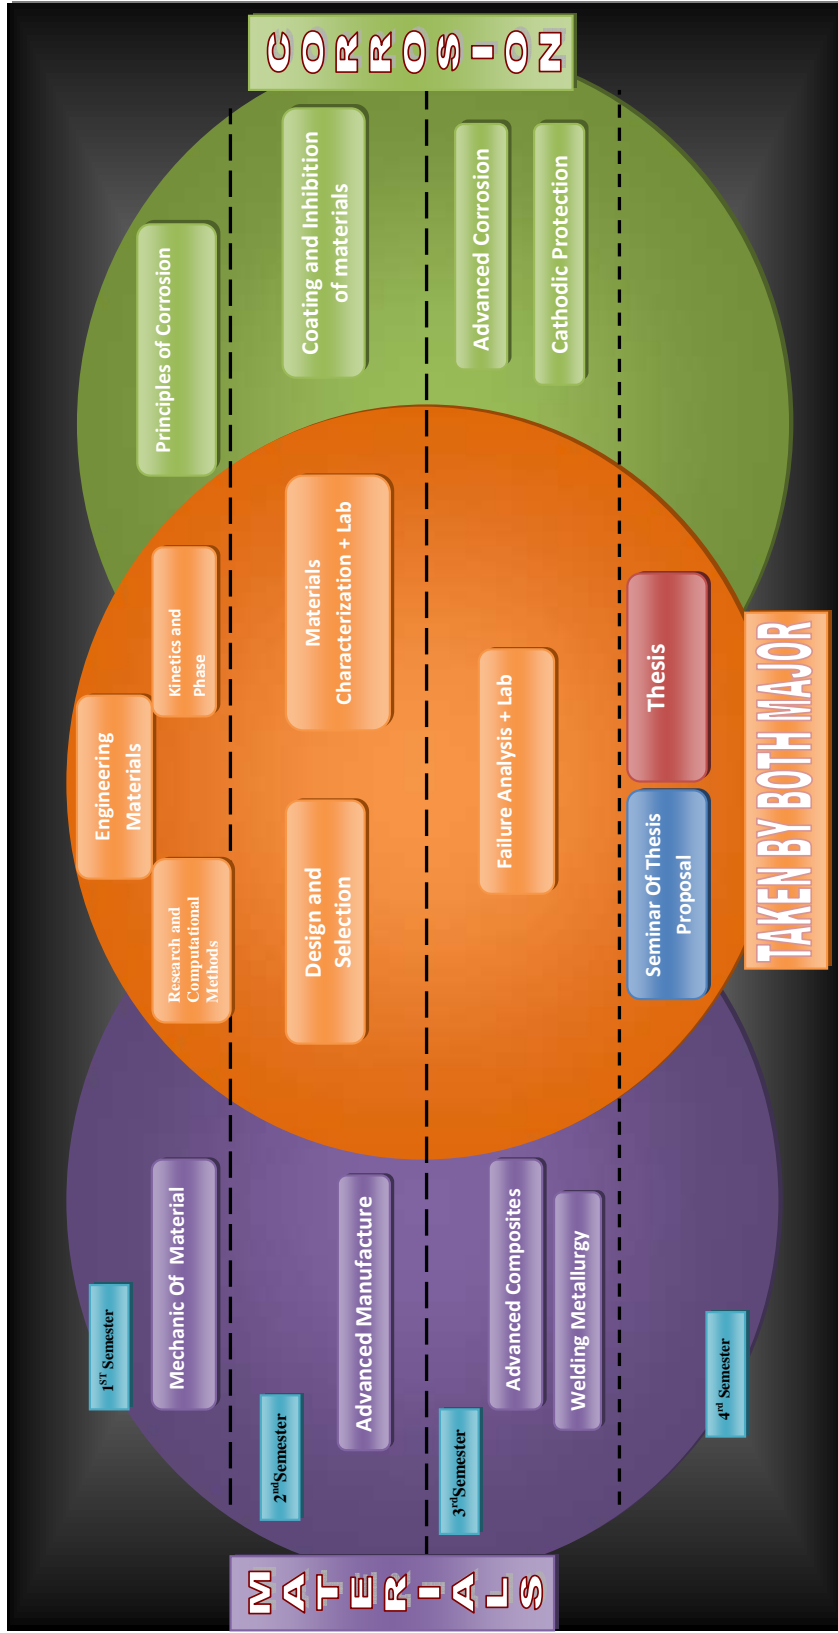 MATERIALS
CORROSION
1ST Semester
Mechanic Of Material
Research and
Computational
Methods
Engineering
Materials
Kinetics and
Phase
Principles of Corrosion
2ndSemester
Advanced Manufacture
Design and
Selection
Materials
Characterization + Lab
Coating and Inhibition
of materials
3rdSemester
Advanced Composites
Welding Metallurgy
Failure Analysis + Lab
Advanced Corrosion
Cathodic Protection
4rd Semester
Seminar Of Thesis
Proposal
Thesis
TAKEN BY BOTH MAJOR